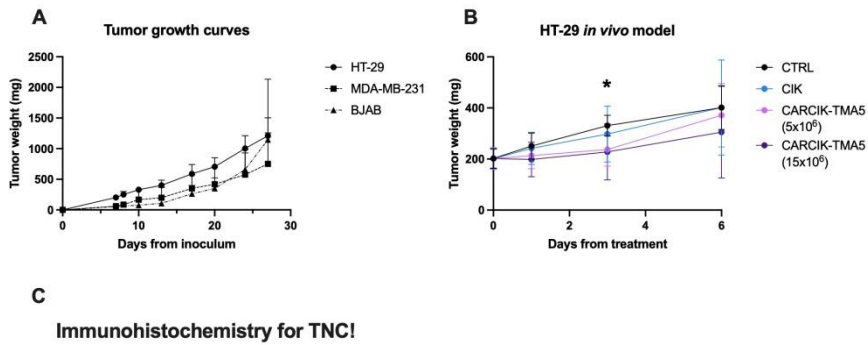 A
Tumor growth curves
Tumor weight (mg)
2500
2000
1500
1000
500
0
0 10 20 30
Days from inoculum
HT-29
MDA-MB-231
BJAB
B
HT-29 in vivo model
Tumor weight (mg)
600
400
200
0
*
0 2 4 6
Days from treatment
CTRL
CIK
CARCIK-TMA5
(5x10⁶)
CARCIK-TMA5
(15x10⁶)
C
Immunohistochemistry for TNC!